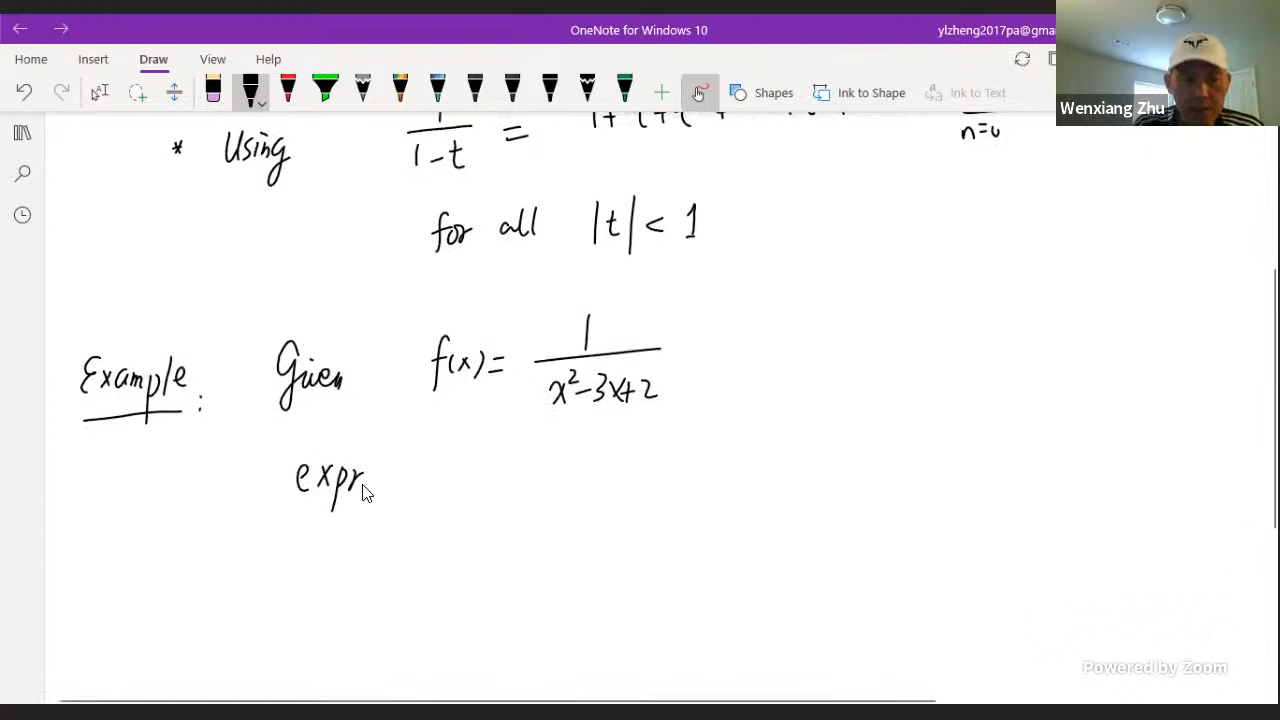 OneNote for Windows 10
ylzheng2017pa@gma
Home Insert Draw View Help
Shapes Ink to Shape Ink to Text
Wenxiang Zhu
* Using 1/(1-t) =
n=0
for all |t| < 1
Example: Given f(x) = 1/(x²-3x+2)
expr
Powered by Zoom